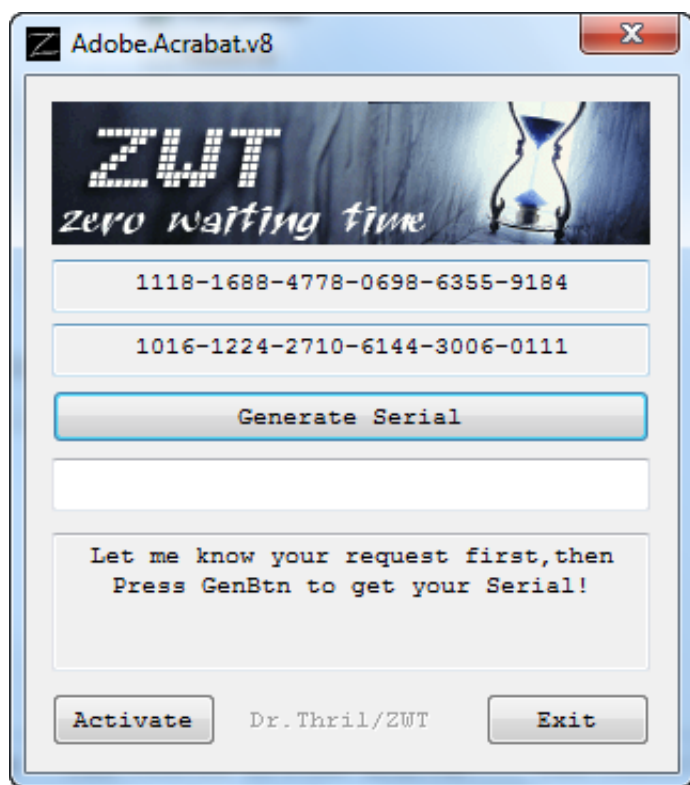 Adobe.Acrabat.v8
ZWT
zero waiting time
1118-1688-4778-0698-6355-9184
1016-1224-2710-6144-3006-0111
Generate Serial
Let me know your request first,then
Press GenBtn to get your Serial!
Activate Dr.Thril/ZWT Exit